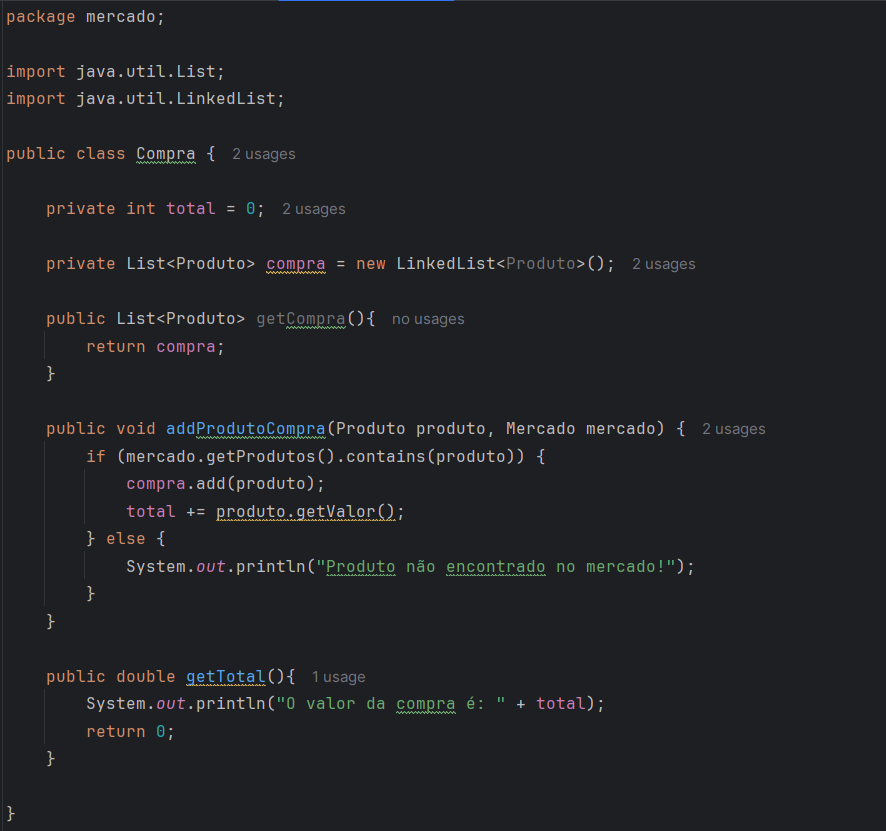 package mercado;
import java.util.List;
import java.util.LinkedList;
public class Compra {  2 usages
    private int total = 0;  2 usages
    private List<Produto> compra = new LinkedList<Produto>();  2 usages
    public List<Produto> getCompra(){  no usages
        return compra;
    }
    public void addProdutoCompra(Produto produto, Mercado mercado) {  2 usages
        if (mercado.getProdutos().contains(produto)) {
            compra.add(produto);
            total += produto.getValor();
        } else {
            System.out.println("Produto não encontrado no mercado!");
        }
    }
    public double getTotal(){  1 usage
        System.out.println("O valor da compra é: " + total);
        return 0;
    }
}